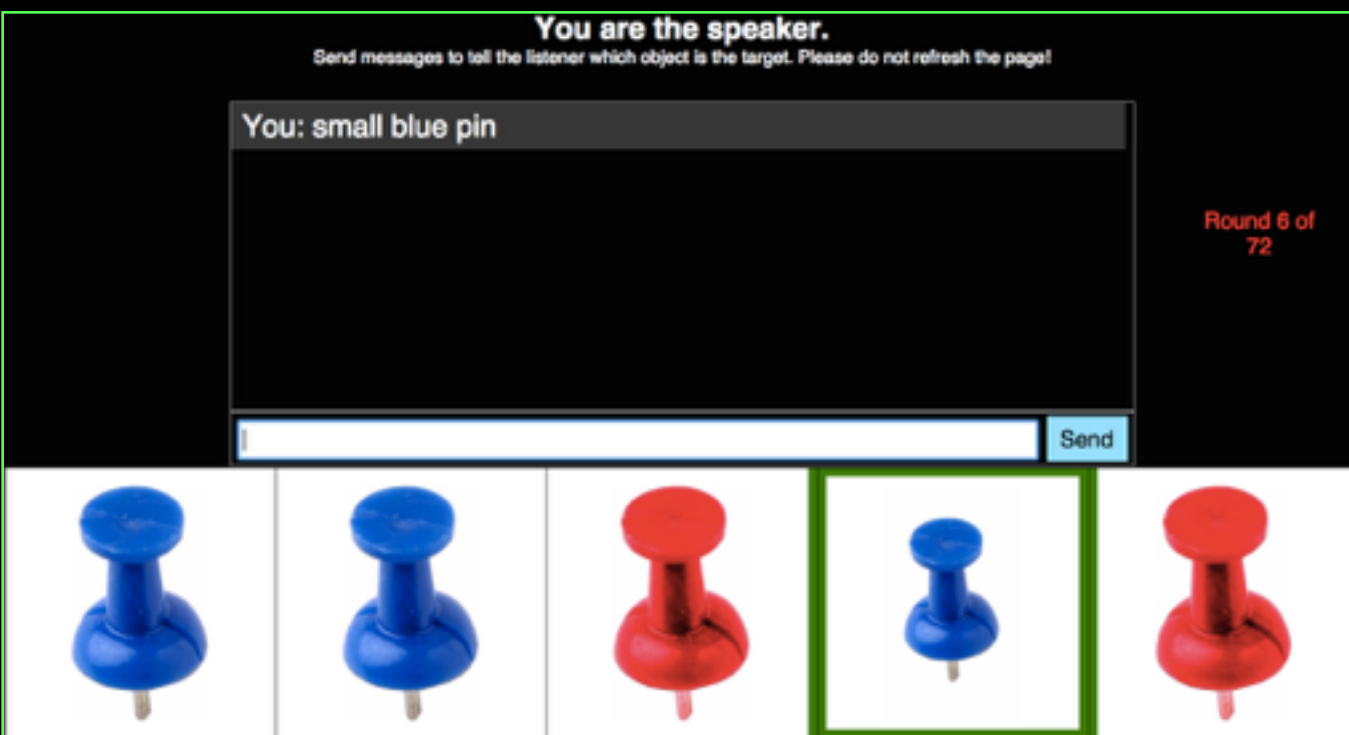 You are the speaker.
Send messages to tell the listener which object is the target. Please do not refresh the page!
You: small blue pin
Round 6 of
72
Send